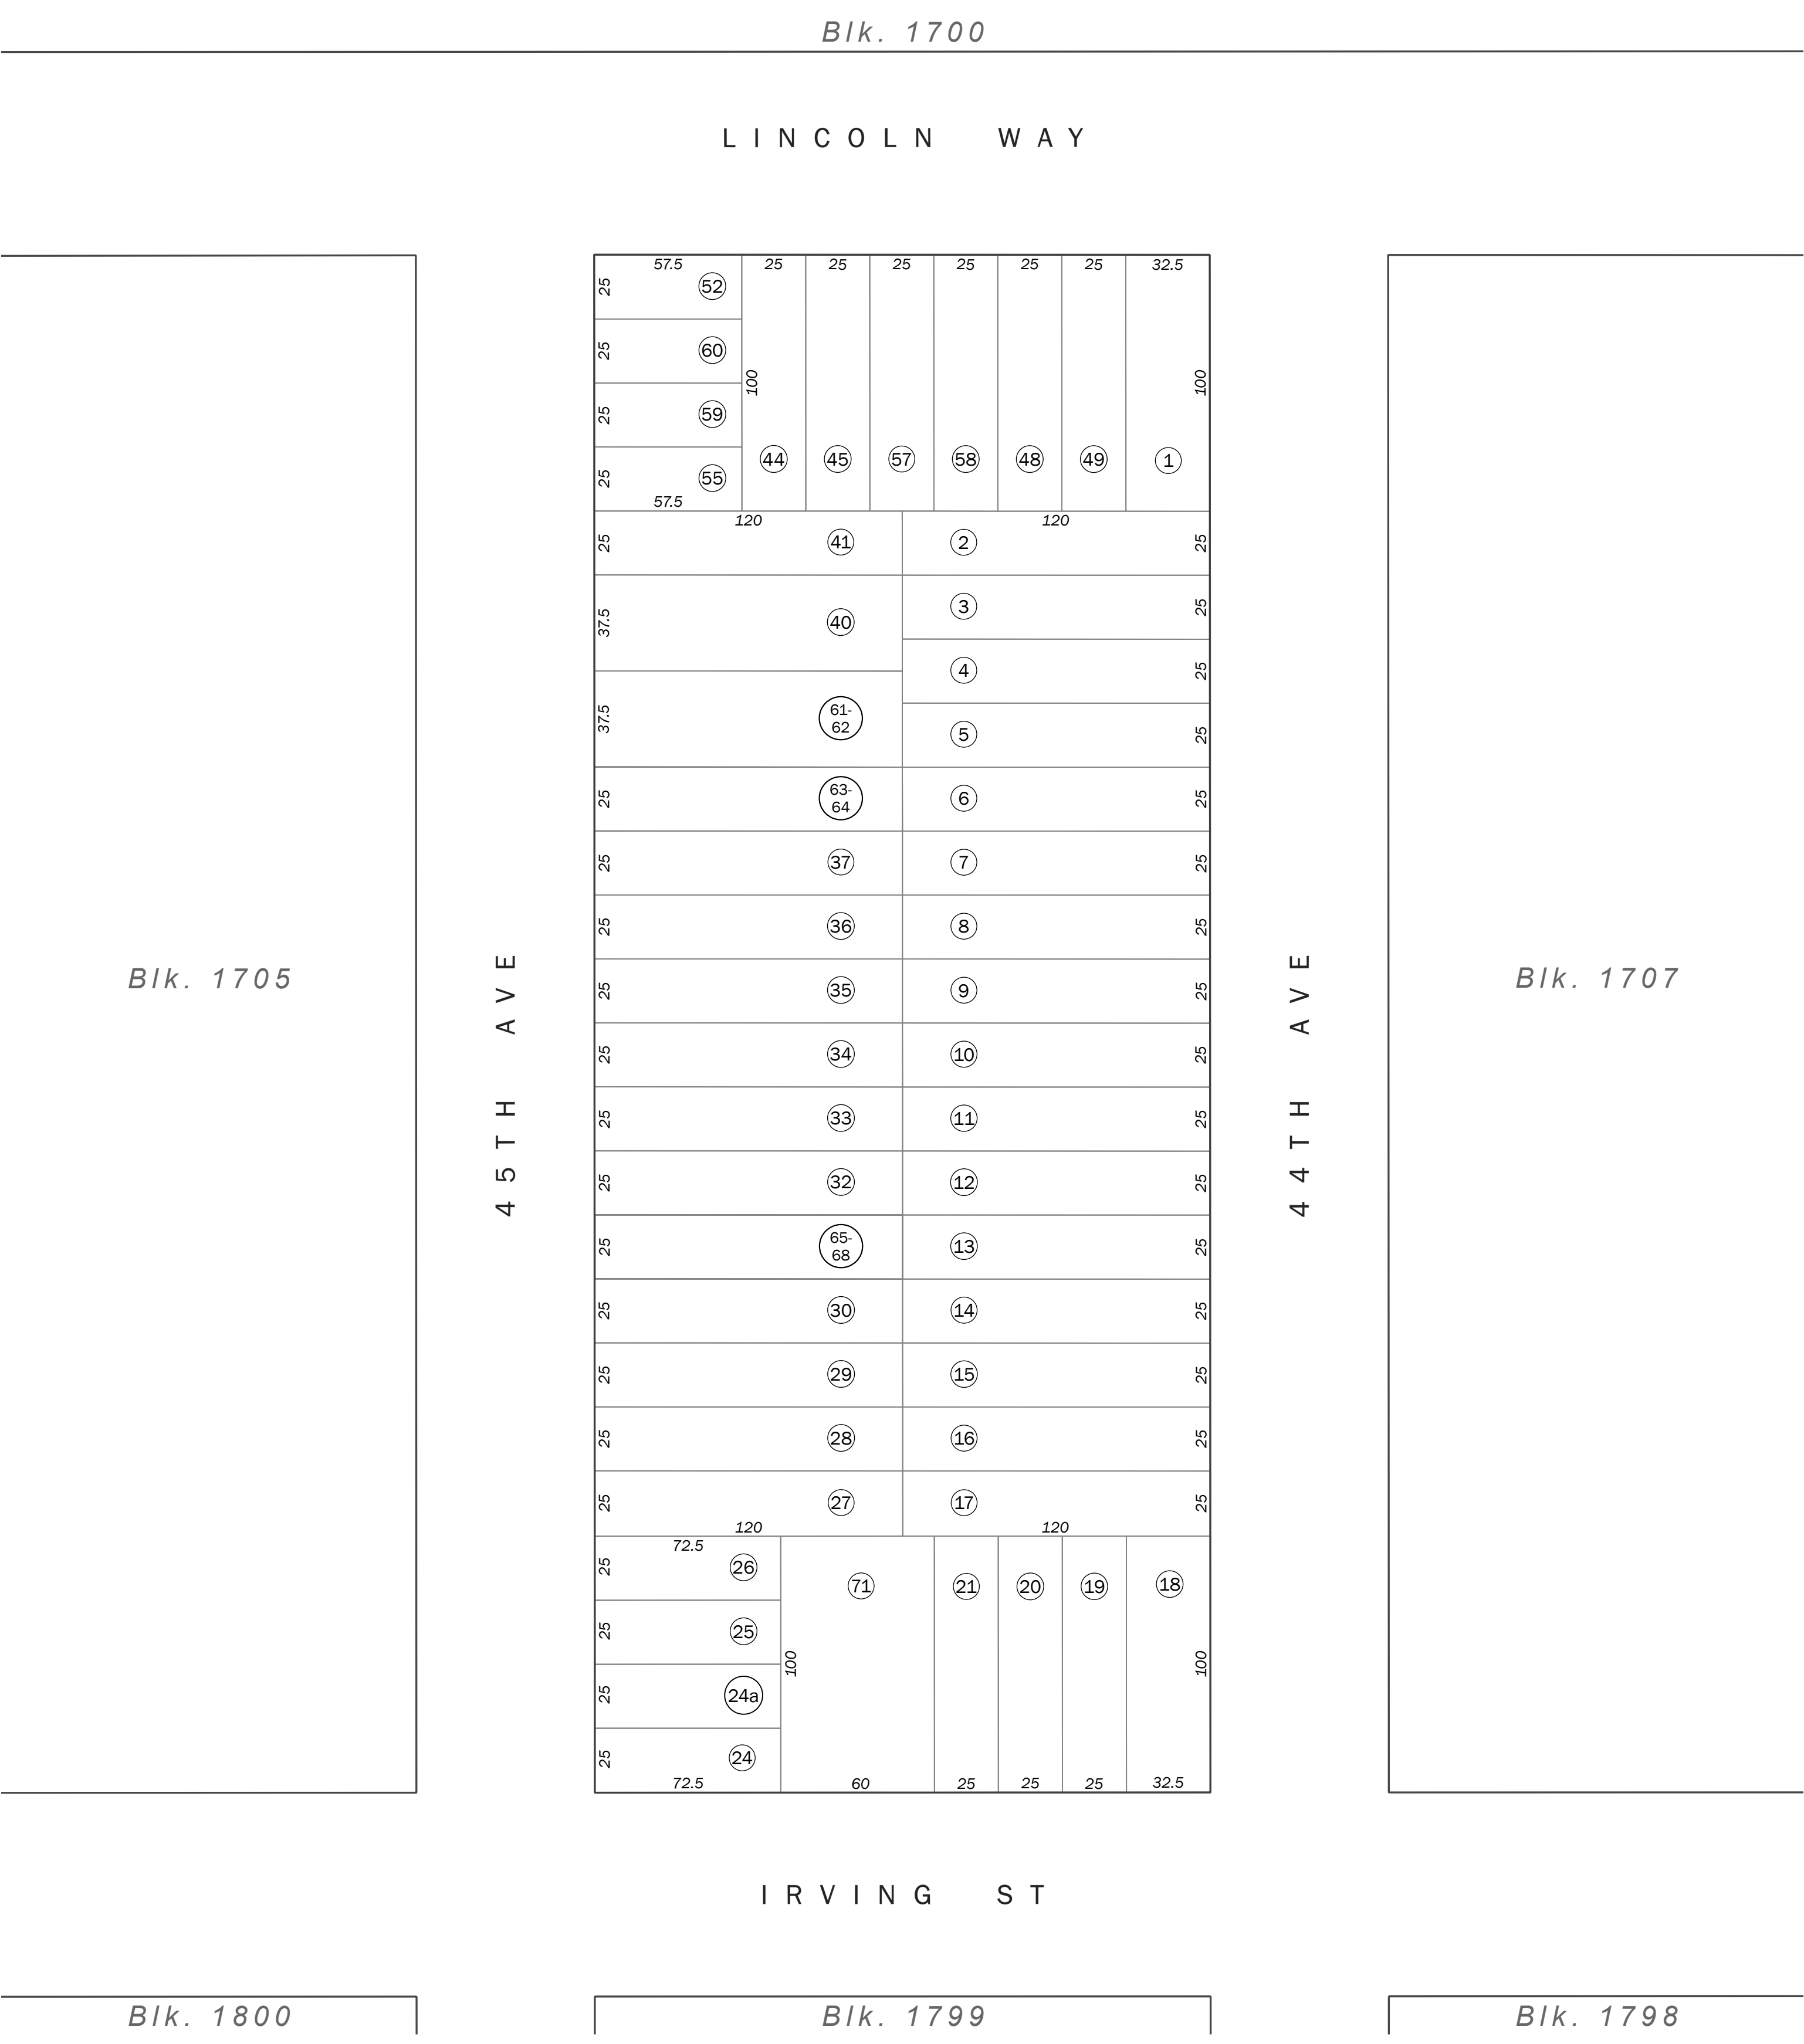 Blk. 1700
LINCOLN WAY
57.5 25 25 25 25 25 25 32.5
25 52
25 60
100 100
25 59
25 55 44 45 57 58 48 49 1
57.5
120 120
25 41 2 25
37.5 40 3 25
4 25
37.5 61-
62
5 25
25 63-
64 6 25
25 37 7 25
25 36 8 25
Blk. 1705
45TH AVE
44TH AVE
Blk. 1707
25 35 9 25
25 34 10 25
25 33 11 25
25 32 12 25
25 65-
68 13 25
25 30 14 25
25 29 15 25
25 28 16 25
25 27 17 25
120 120
72.5
25 26 71 21 20 19 18
25 25
100 100
25 24a
25 24
72.5 60 25 25 25 32.5
IRVING ST
Blk. 1800 Blk. 1799 Blk. 1798